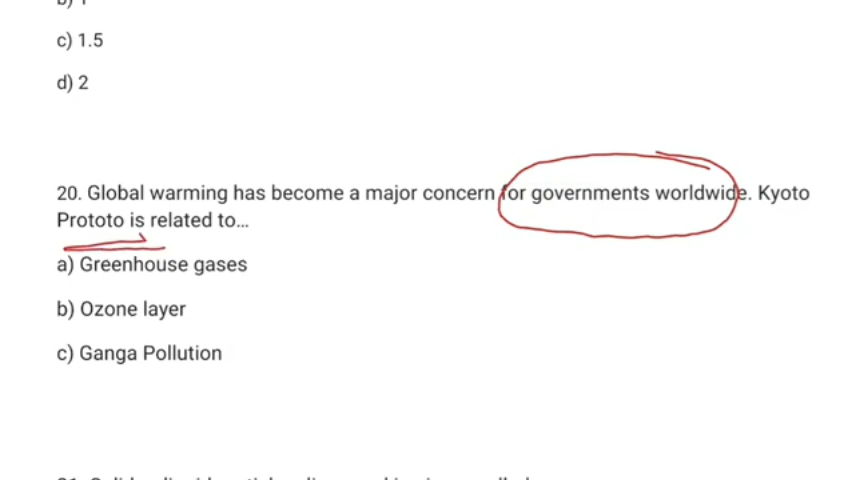 c) 1.5
d) 2
20. Global warming has become a major concern for governments worldwide. Kyoto
Prototo is related to...
a) Greenhouse gases
b) Ozone layer
c) Ganga Pollution